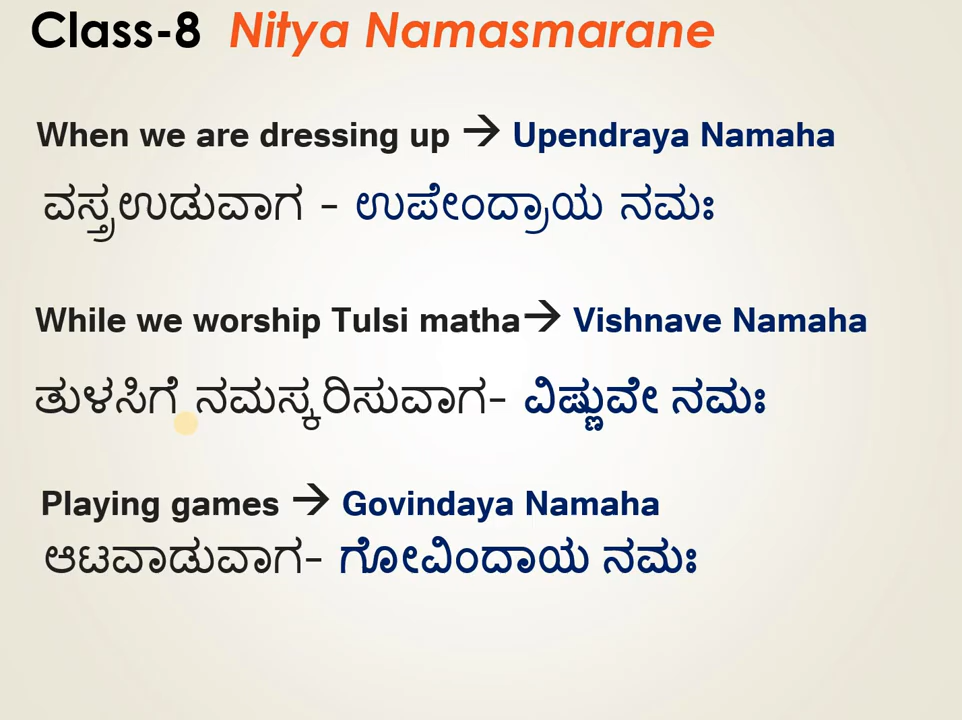 Class-8 Nitya Namasmarane
When we are dressing up → Upendraya Namaha
ವಸ್ತ್ರಉಡುವಾಗ - ಉಪೇಂದ್ರಾಯ ನಮಃ
While we worship Tulsi matha→ Vishnave Namaha
ತುಳಸಿಗೆ ನಮಸ್ಕರಿಸುವಾಗ- ವಿಷ್ಣುವೇ ನಮಃ
Playing games → Govindaya Namaha
ಆಟವಾಡುವಾಗ- ಗೋವಿಂದಾಯ ನಮಃ